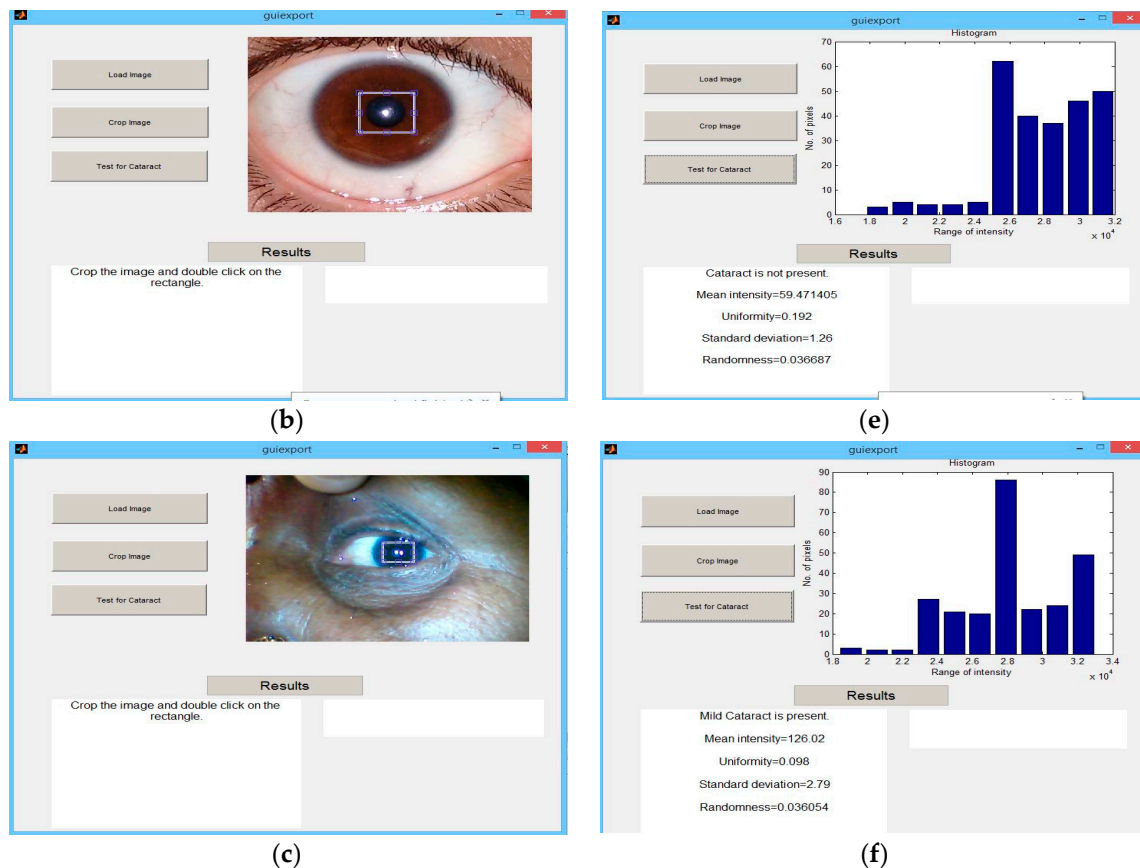 guiexport
Load Image
Crop Image
Test for Cataract
Results
Crop the image and double click on the
rectangle.
(b)
guiexport
Load Image
Crop Image
Test for Cataract
Histogram
No. of pixels
70
60
50
40
30
20
10
0
1.6 1.8 2 2.2 2.4 2.6 2.8 3 3.2
Range of intensity
x 10⁴
Results
Cataract is not present.
Mean intensity=59.471405
Uniformity=0.192
Standard deviation=1.26
Randomness=0.036687
(e)
guiexport
Load Image
Crop Image
Test for Cataract
Results
Crop the image and double click on the
rectangle.
(c)
guiexport
Load Image
Crop Image
Test for Cataract
Histogram
No. of pixels
90
80
70
60
50
40
30
20
10
0
1.8 2 2.2 2.4 2.6 2.8 3 3.2 3.4
Range of intensity
x 10⁴
Results
Mild Cataract is present.
Mean intensity=126.02
Uniformity=0.098
Standard deviation=2.79
Randomness=0.036054
(f)